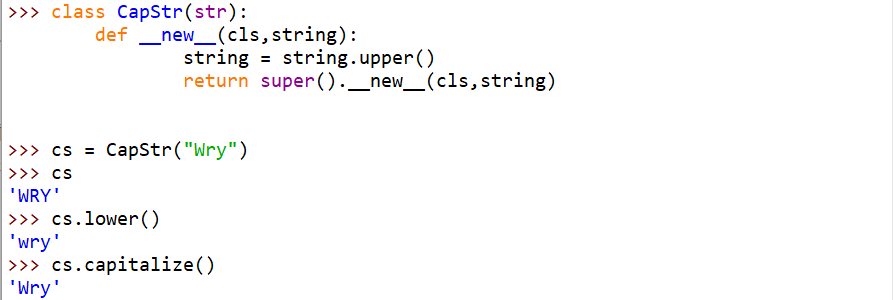 >>> class CapStr(str):
        def __new__(cls,string):
                string = string.upper()
                return super().__new__(cls,string)
>>> cs = CapStr("Wry")
>>> cs
'WRY'
>>> cs.lower()
'wry'
>>> cs.capitalize()
'Wry'